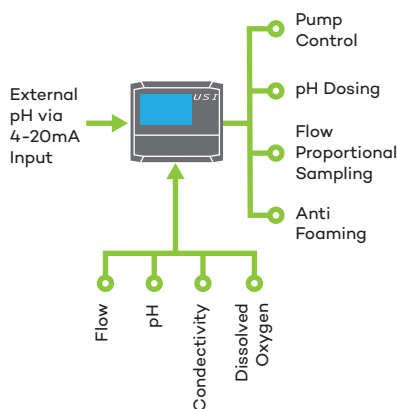 Pump
Control
pH Dosing
Flow
Proportional
Sampling
Anti
Foaming
External
pH via
4-20mA
Input
USI
Flow
pH
Condectivity
Dissolved
Oxygen